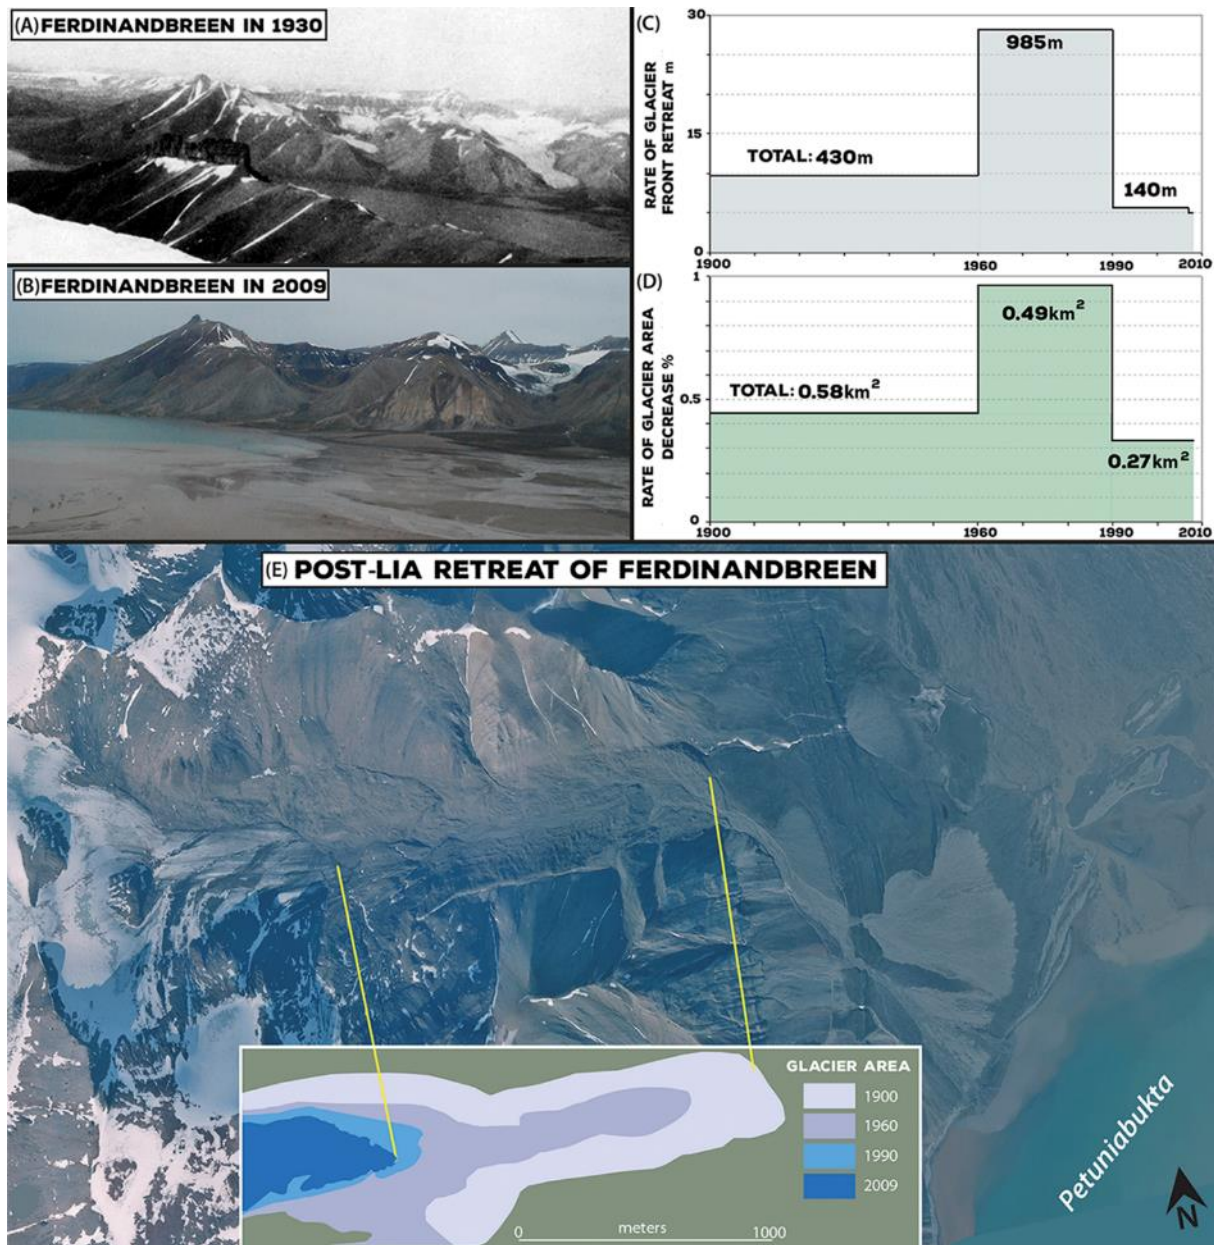 (A) FERDINANDBREEN IN 1930
(B) FERDINANDBREEN IN 2009
(C)
RATE OF GLACIER
FRONT RETREAT m
30
15
0
TOTAL: 430m
985m
140m
1900
1960
1990
2010
(D)
RATE OF GLACIER AREA
DECREASE %
1
0.5
0
TOTAL: 0.58km²
0.49km²
0.27km²
1900
1960
1990
2010
(E) POST-LIA RETREAT OF FERDINANDBREEN
GLACIER AREA
1900
1960
1990
2009
0 meters 1000
Petuniabukta
N